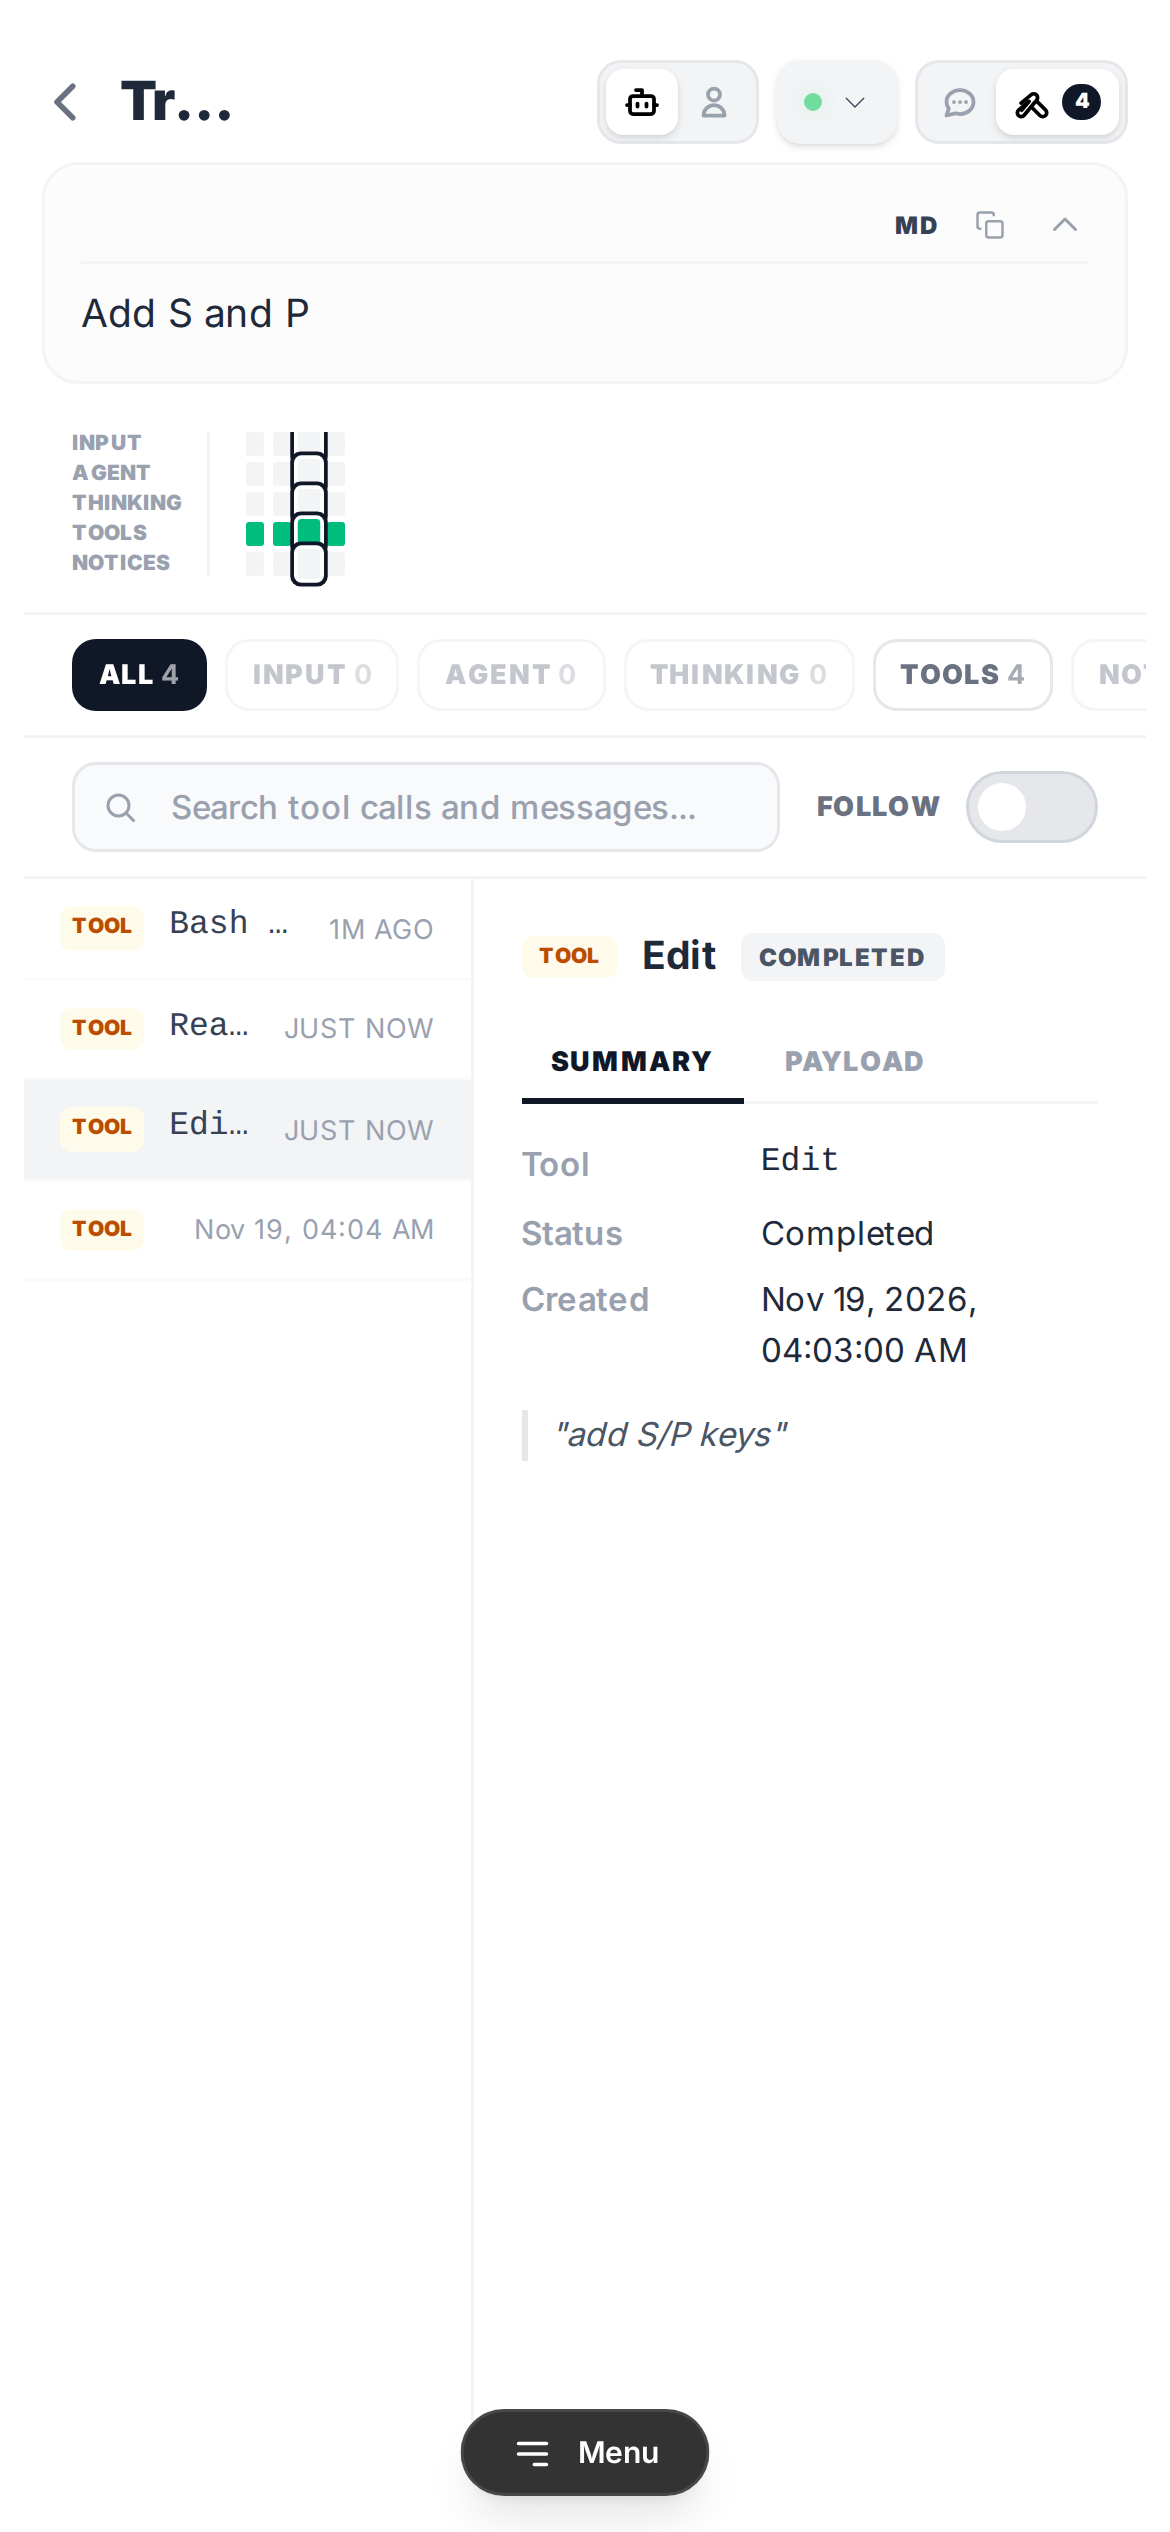 Tr...
4
MD
Add S and P
INPUT
AGENT
THINKING
TOOLS
NOTICES
ALL 4
INPUT 0
AGENT 0
THINKING 0
TOOLS 4
NOT
Search tool calls and messages...
FOLLOW
TOOL Bash … 1M AGO
TOOL Rea… JUST NOW
TOOL Edi… JUST NOW
TOOL Nov 19, 04:04 AM
TOOL Edit COMPLETED
SUMMARY PAYLOAD
Tool Edit
Status Completed
Created Nov 19, 2026,
04:03:00 AM
"add S/P keys"
Menu